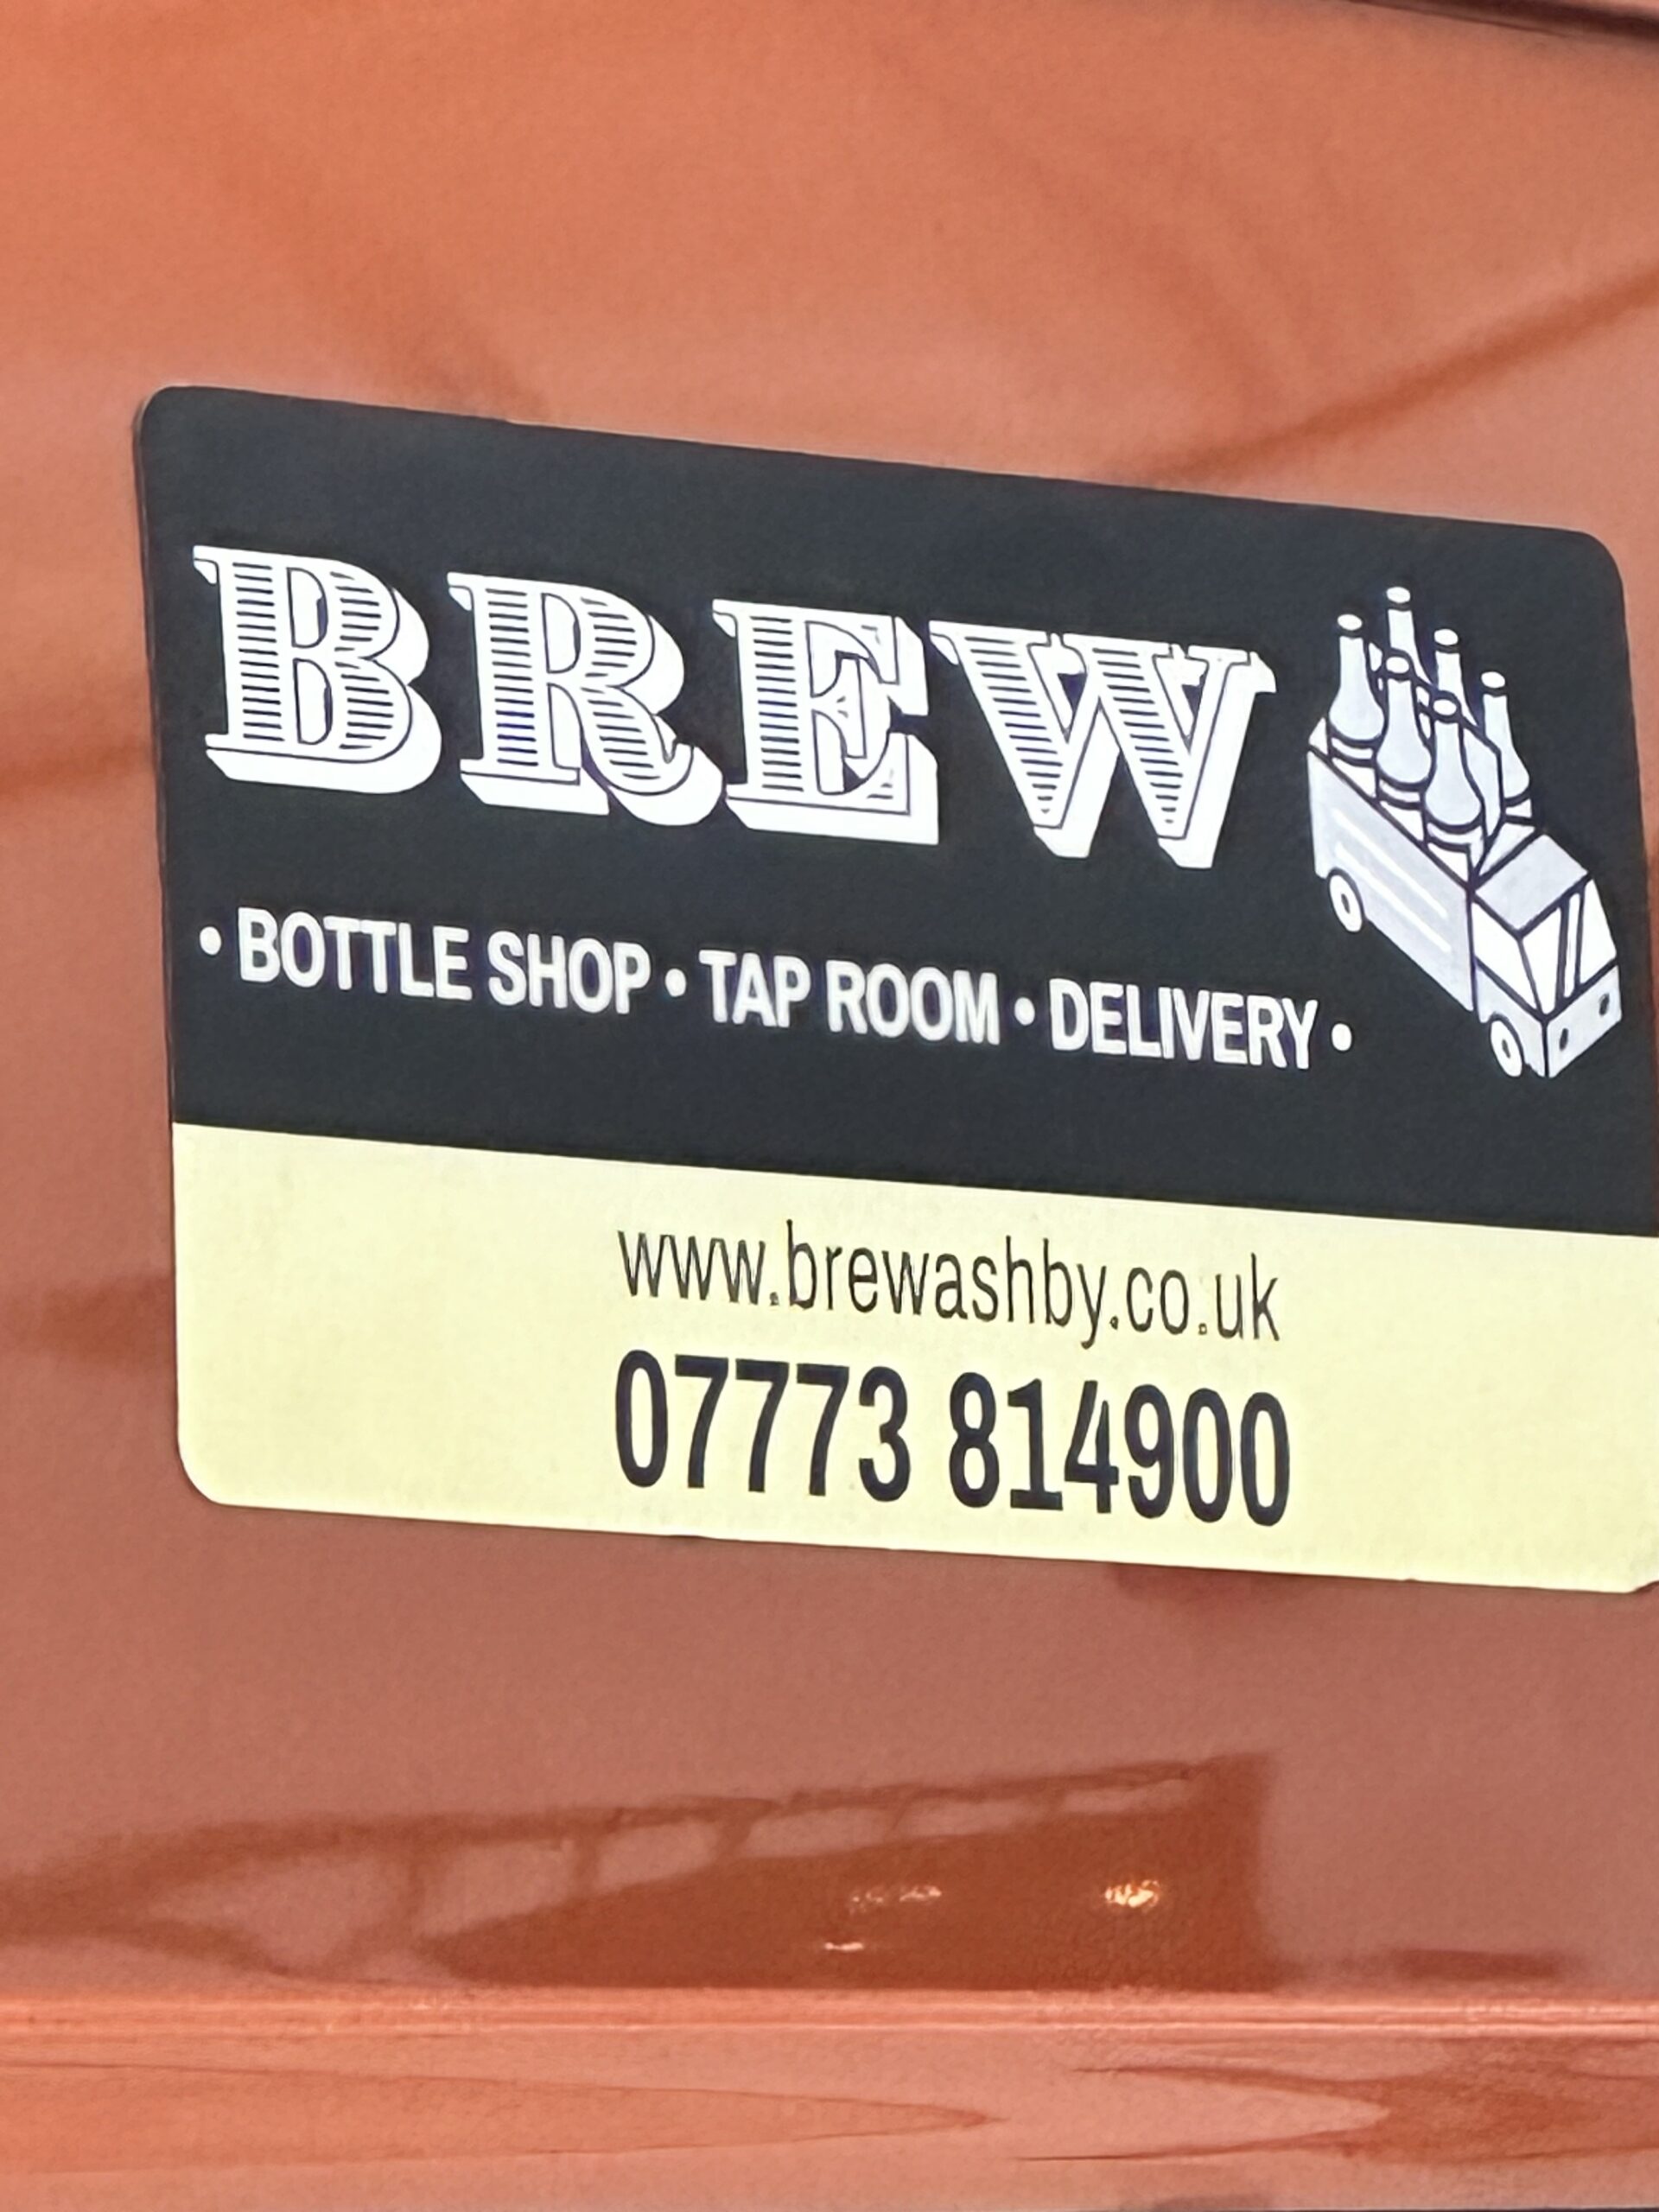 BREW
• BOTTLE SHOP • TAP ROOM • DELIVERY •
www.brewashby.co.uk
07773 814900